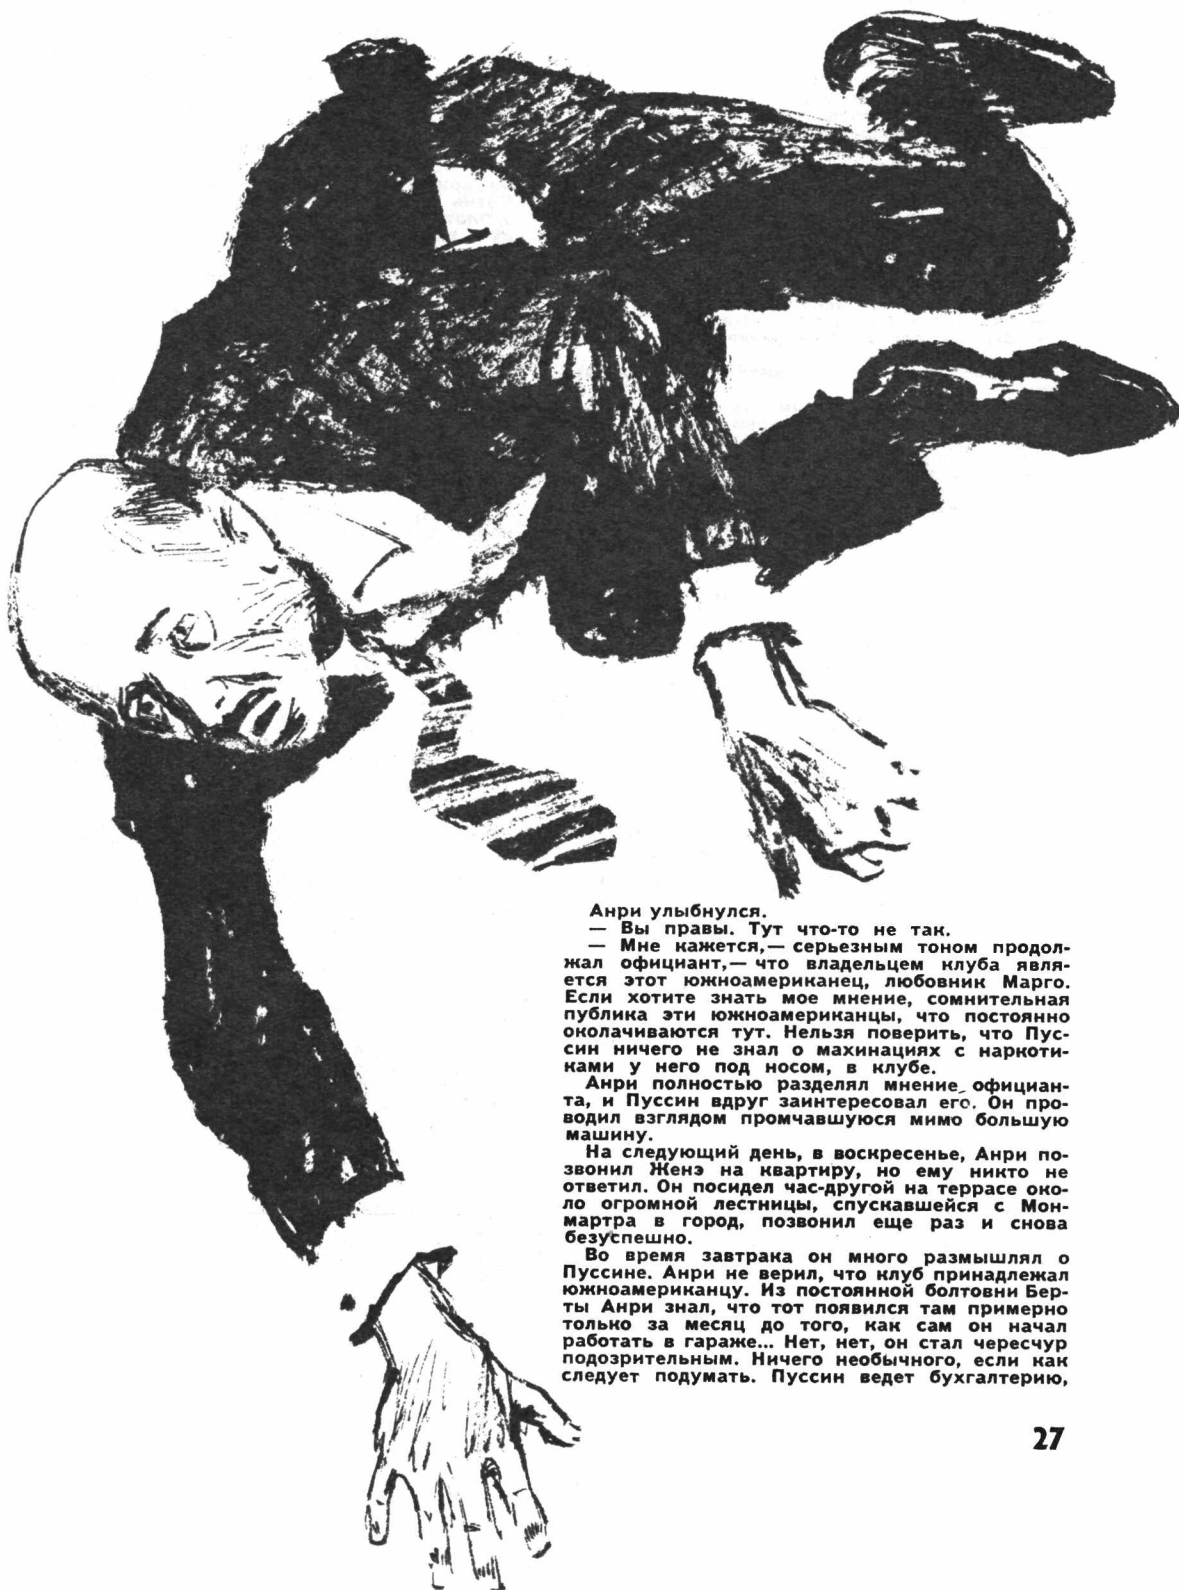 Анри улыбнулся.
— Вы правы. Тут что-то не так.
— Мне кажется,— серьезным тоном продол-
жал официант,— что владельцем клуба явля-
ется этот южноамериканец, любовник Марго.
Если хотите знать мое мнение, сомнительная
публика эти южноамериканцы, что постоянно
околачиваются тут. Нельзя поверить, что Пус-
син ничего не знал о махинациях с наркоти-
ками у него под носом, в клубе.
Анри полностью разделял мнение официан-
та, и Пуссин вдруг заинтересовал его. Он про-
водил взглядом промчавшуюся мимо большую
машину.
На следующий день, в воскресенье, Анри по-
звонил Женэ на квартиру, но ему никто не
ответил. Он посидел час-другой на террасе око-
ло огромной лестницы, спускавшейся с Мон-
мартра в город, позвонил еще раз и снова
безуспешно.
Во время завтрака он много размышлял о
Пуссине. Анри не верил, что клуб принадлежал
южноамериканцу. Из постоянной болтовни Бер-
ты Анри знал, что тот появился там примерно
только за месяц до того, как сам он начал
работать в гараже... Нет, нет, он стал чересчур
подозрительным. Ничего необычного, если как
следует подумать. Пуссин ведет бухгалтерию,
27